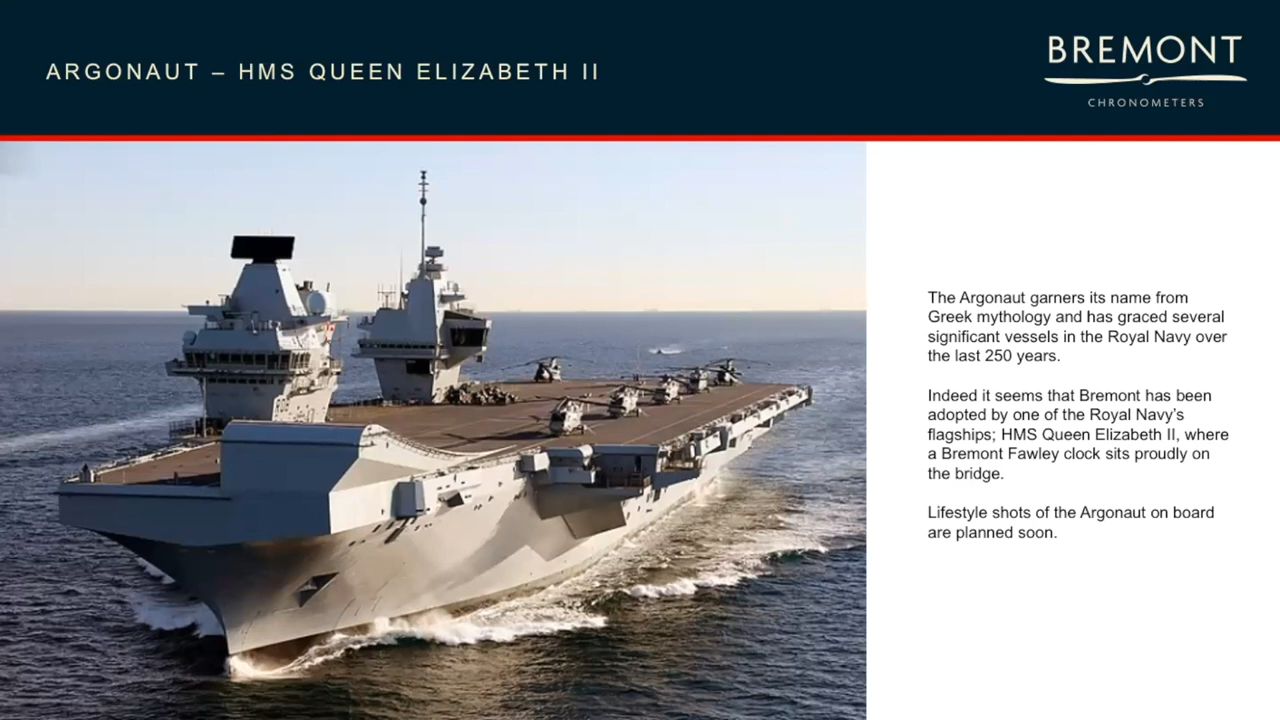 ARGONAUT – HMS QUEEN ELIZABETH II
BREMONT
CHRONOMETERS
The Argonaut garners its name from
Greek mythology and has graced several
significant vessels in the Royal Navy over
the last 250 years.
Indeed it seems that Bremont has been
adopted by one of the Royal Navy’s
flagships; HMS Queen Elizabeth II, where
a Bremont Fawley clock sits proudly on
the bridge.
Lifestyle shots of the Argonaut on board
are planned soon.